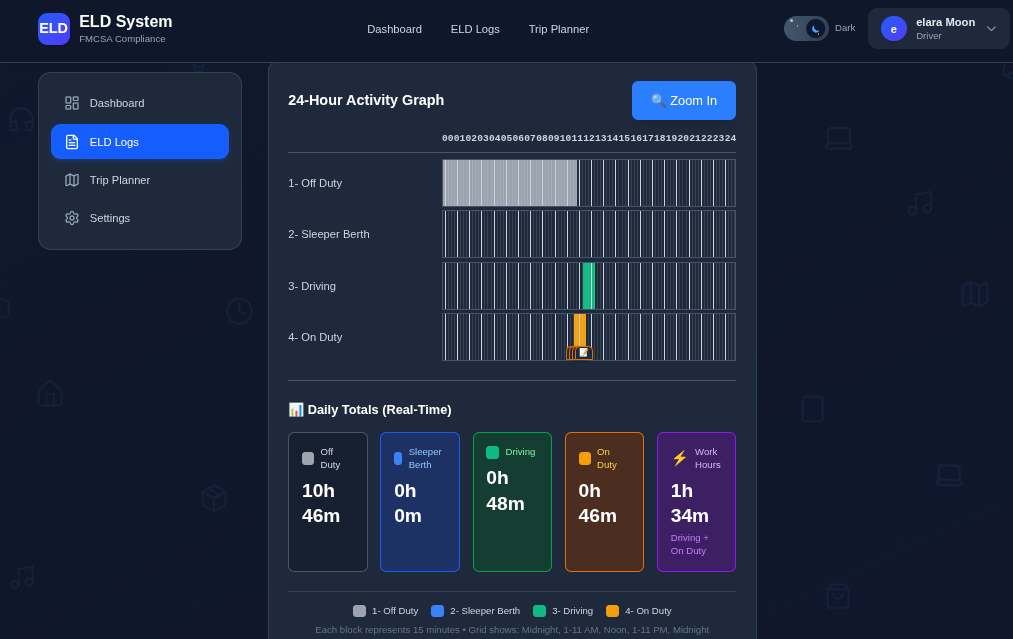 ELD
ELD System
FMCSA Compliance
Dashboard
ELD Logs
Trip Planner
Dark
e
elara Moon
Driver
Dashboard
ELD Logs
Trip Planner
Settings
24-Hour Activity Graph
🔍 Zoom In
00010203040506070809101112131415161718192021222324
1- Off Duty
2- Sleeper Berth
3- Driving
4- On Duty
📊 Daily Totals (Real-Time)
Off
Duty
10h
46m
Sleeper
Berth
0h
0m
Driving
0h
48m
On
Duty
0h
46m
⚡ Work
Hours
1h
34m
Driving +
On Duty
1- Off Duty
2- Sleeper Berth
3- Driving
4- On Duty
Each block represents 15 minutes • Grid shows: Midnight, 1-11 AM, Noon, 1-11 PM, Midnight